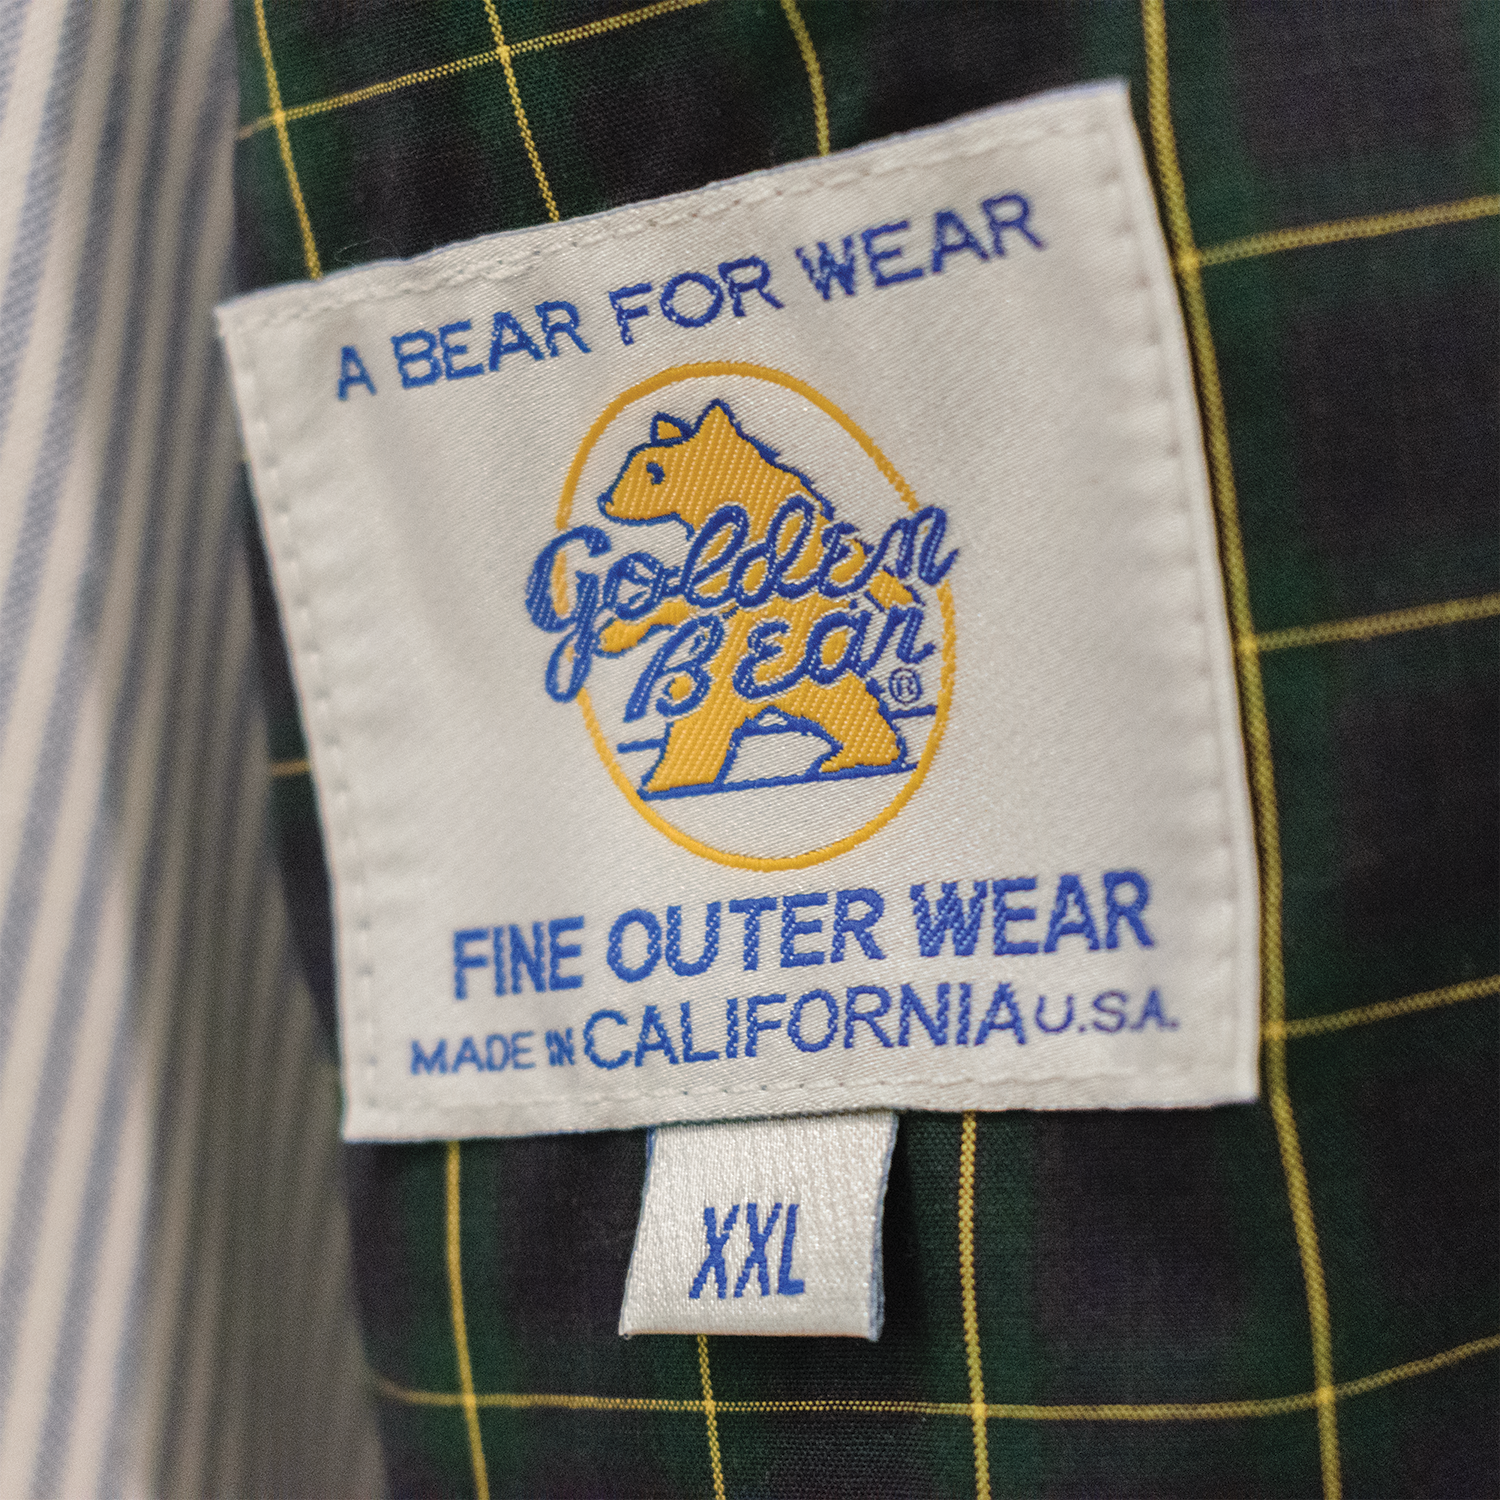 A BEAR FOR WEAR
Golden
Bear®
FINE OUTER WEAR
MADE IN CALIFORNIA U.S.A.
XXL